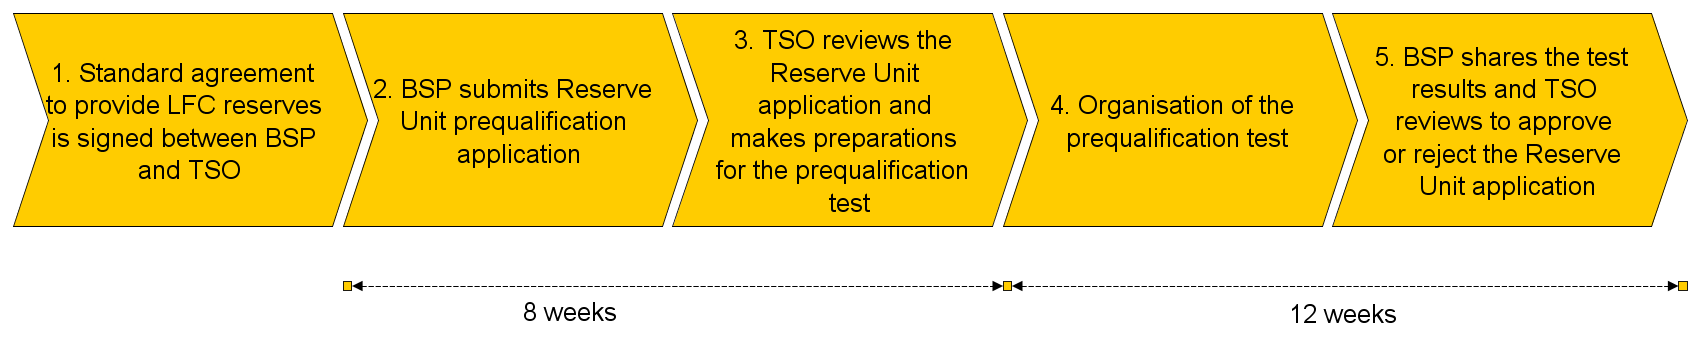 1. Standard agreement
to provide LFC reserves
is signed between BSP
and TSO
2. BSP submits Reserve
Unit prequalification
application
3. TSO reviews the
Reserve Unit
application and
makes preparations
for the prequalification
test
4. Organisation of the
prequalification test
5. BSP shares the test
results and TSO
reviews to approve
or reject the Reserve
Unit application
8 weeks
12 weeks